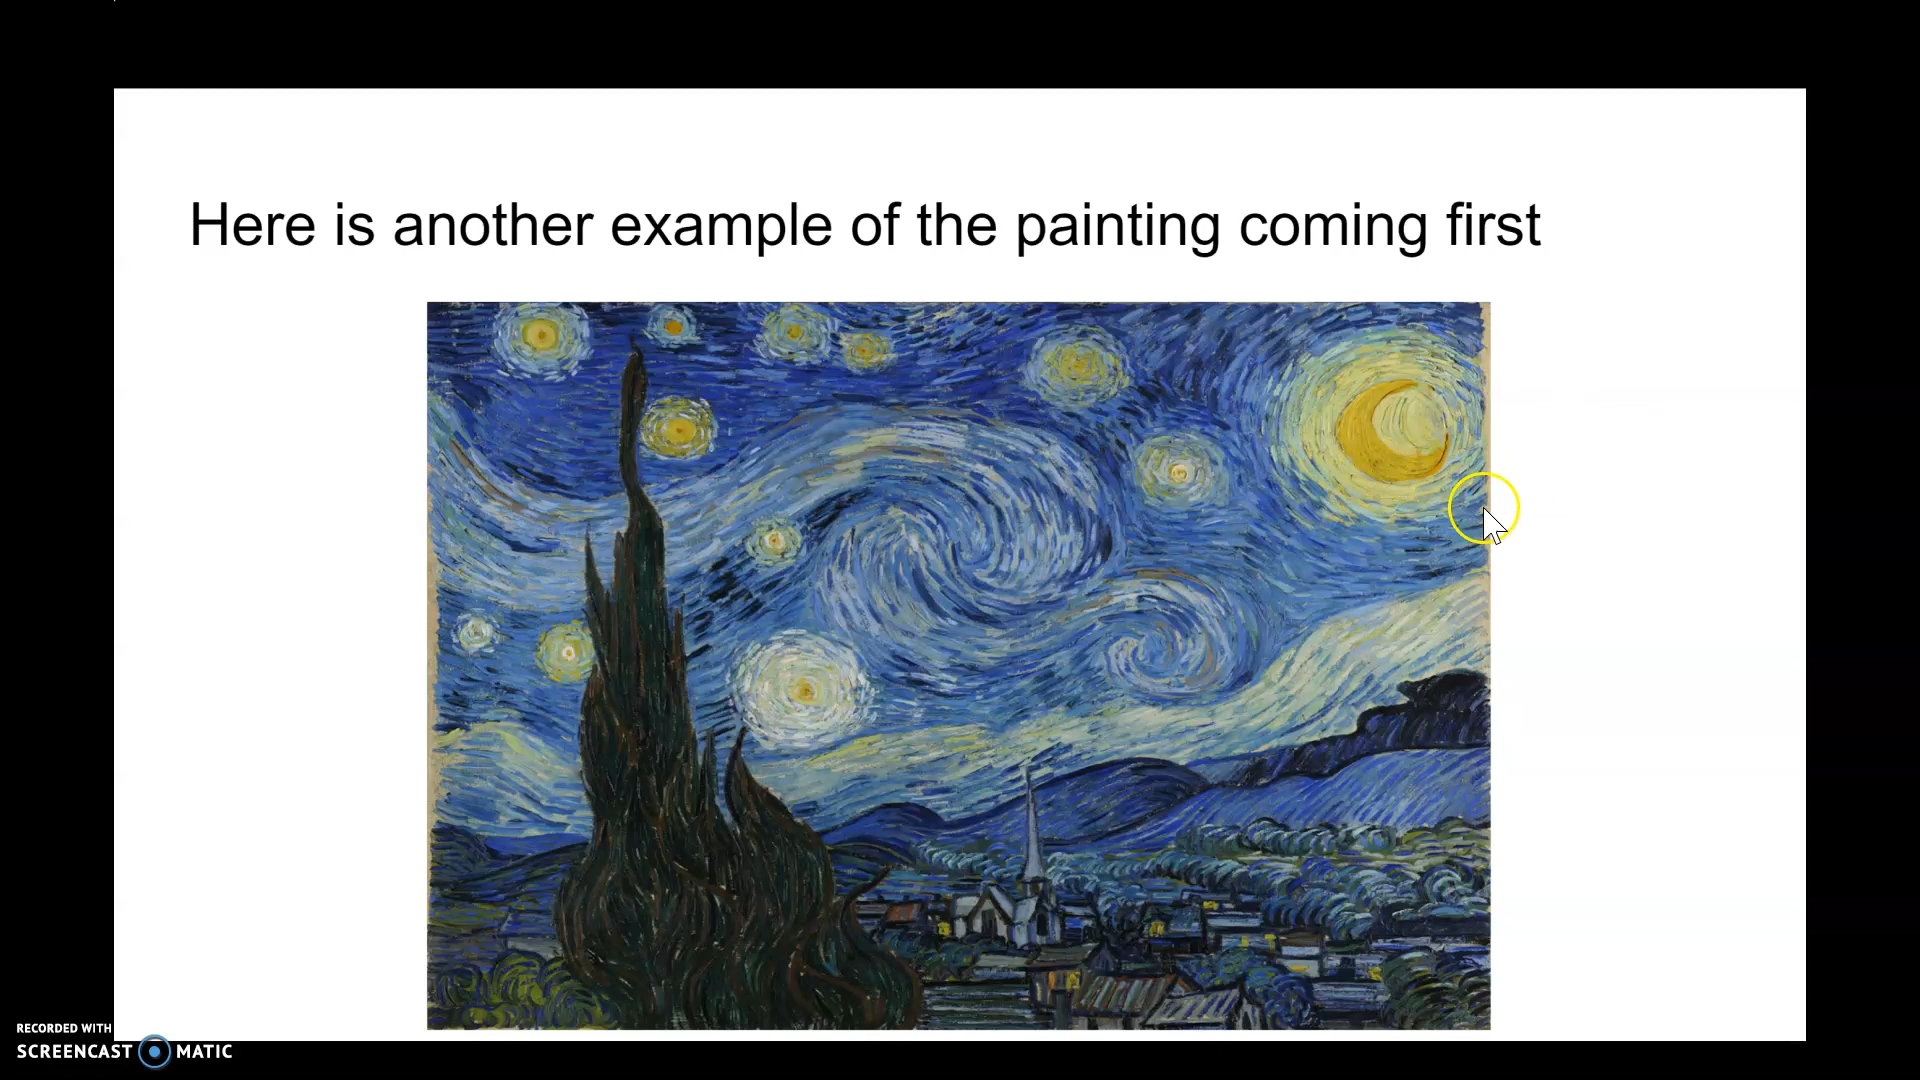 Here is another example of the painting coming first
RECORDED WITH
SCREENCAST MATIC